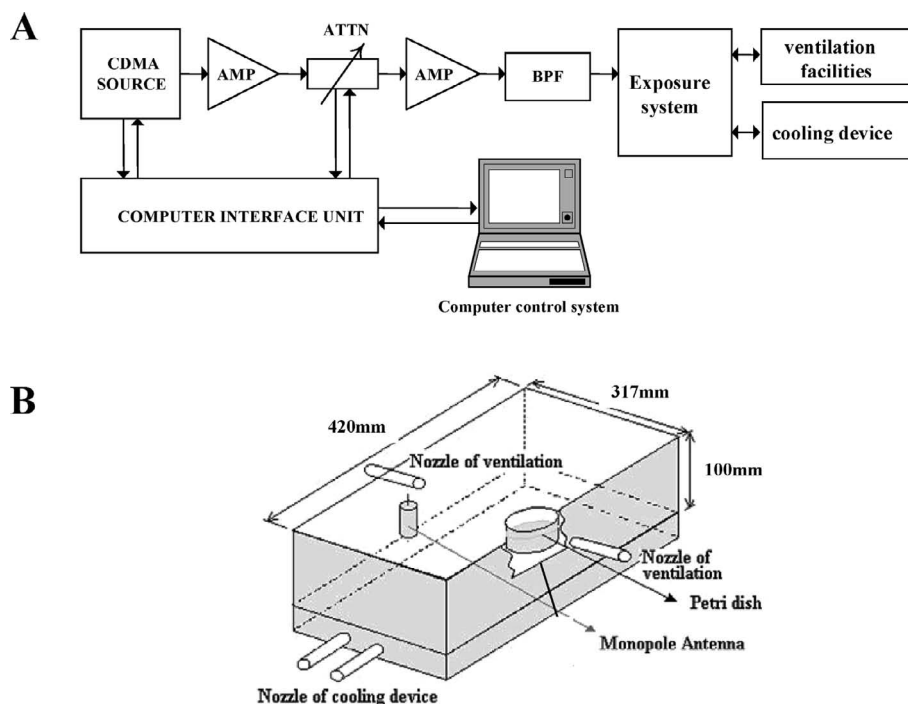 A
ATTN
CDMA
SOURCE
AMP
AMP
BPF
Exposure
system
ventilation
facilities
cooling device
COMPUTER INTERFACE UNIT
Computer control system
B
317mm
420mm
Nozzle of ventilation
100mm
Nozzle of
ventilation
Petri dish
Monopole Antenna
Nozzle of cooling device